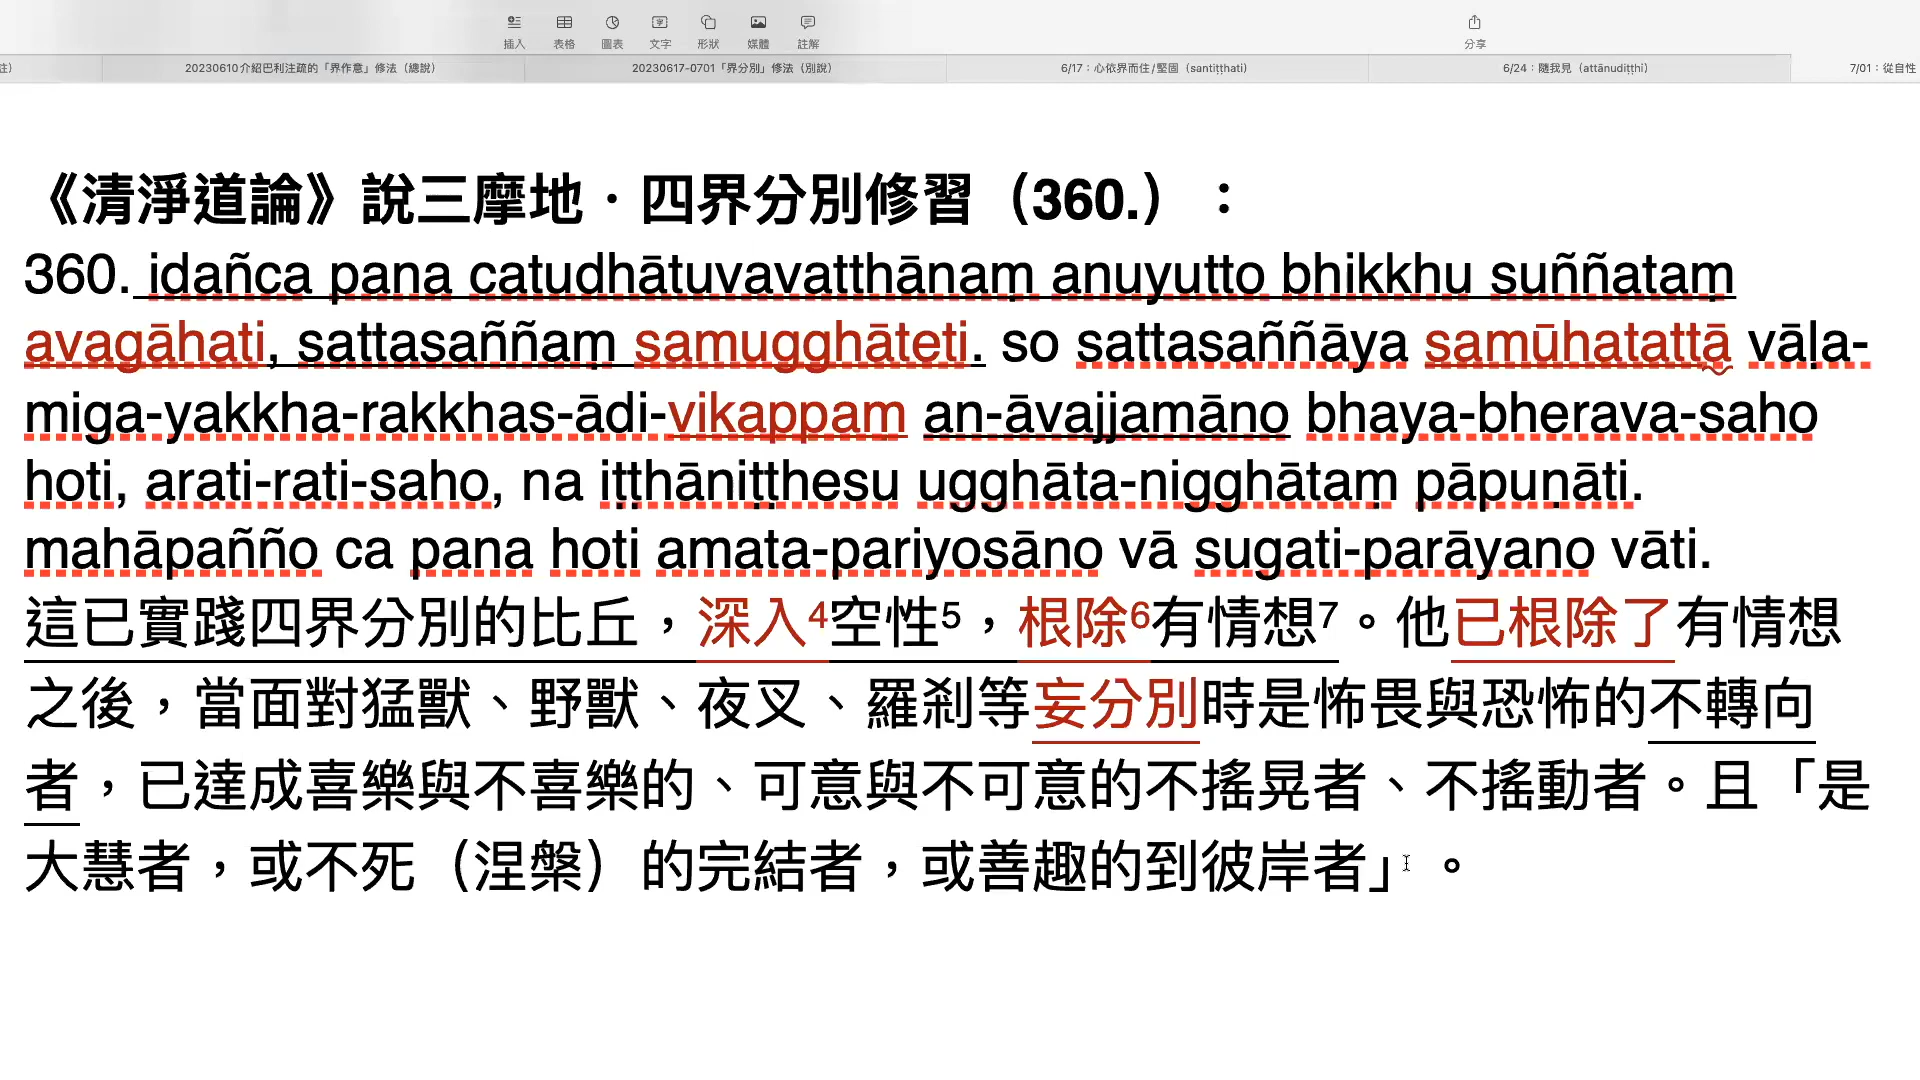 插入 表格 圖表 文字 形狀 媒體 註解 分享
註) 20230610介紹巴利注疏的「界作意」修法（總說） 20230617-0701「界分別」修法（別說） 6/17：心依界而住/堅固（santiṭṭhati） 6/24：隨我見（attānudiṭṭhi） 7/01：從自性
《清淨道論》說三摩地．四界分別修習（360.）：
360. idañca pana catudhātuvavatthānaṃ anuyutto bhikkhu suññataṃ
avagāhati, sattasaññaṃ samugghāteti. so sattasaññāya samūhatattā vāḷa-
miga-yakkha-rakkhas-ādi-vikappam an-āvajjamāno bhaya-bherava-saho
hoti, arati-rati-saho, na iṭṭhāniṭṭhesu ugghāta-nigghātaṃ pāpuṇāti.
mahāpañño ca pana hoti amata-pariyosāno vā sugati-parāyano vāti.
這已實踐四界分別的比丘，深入4空性5，根除6有情想7。他已根除了有情想
之後，當面對猛獸、野獸、夜叉、羅剎等妄分別時是怖畏與恐怖的不轉向
者，已達成喜樂與不喜樂的、可意與不可意的不搖晃者、不搖動者。且「是
大慧者，或不死（涅槃）的完結者，或善趣的到彼岸者」。